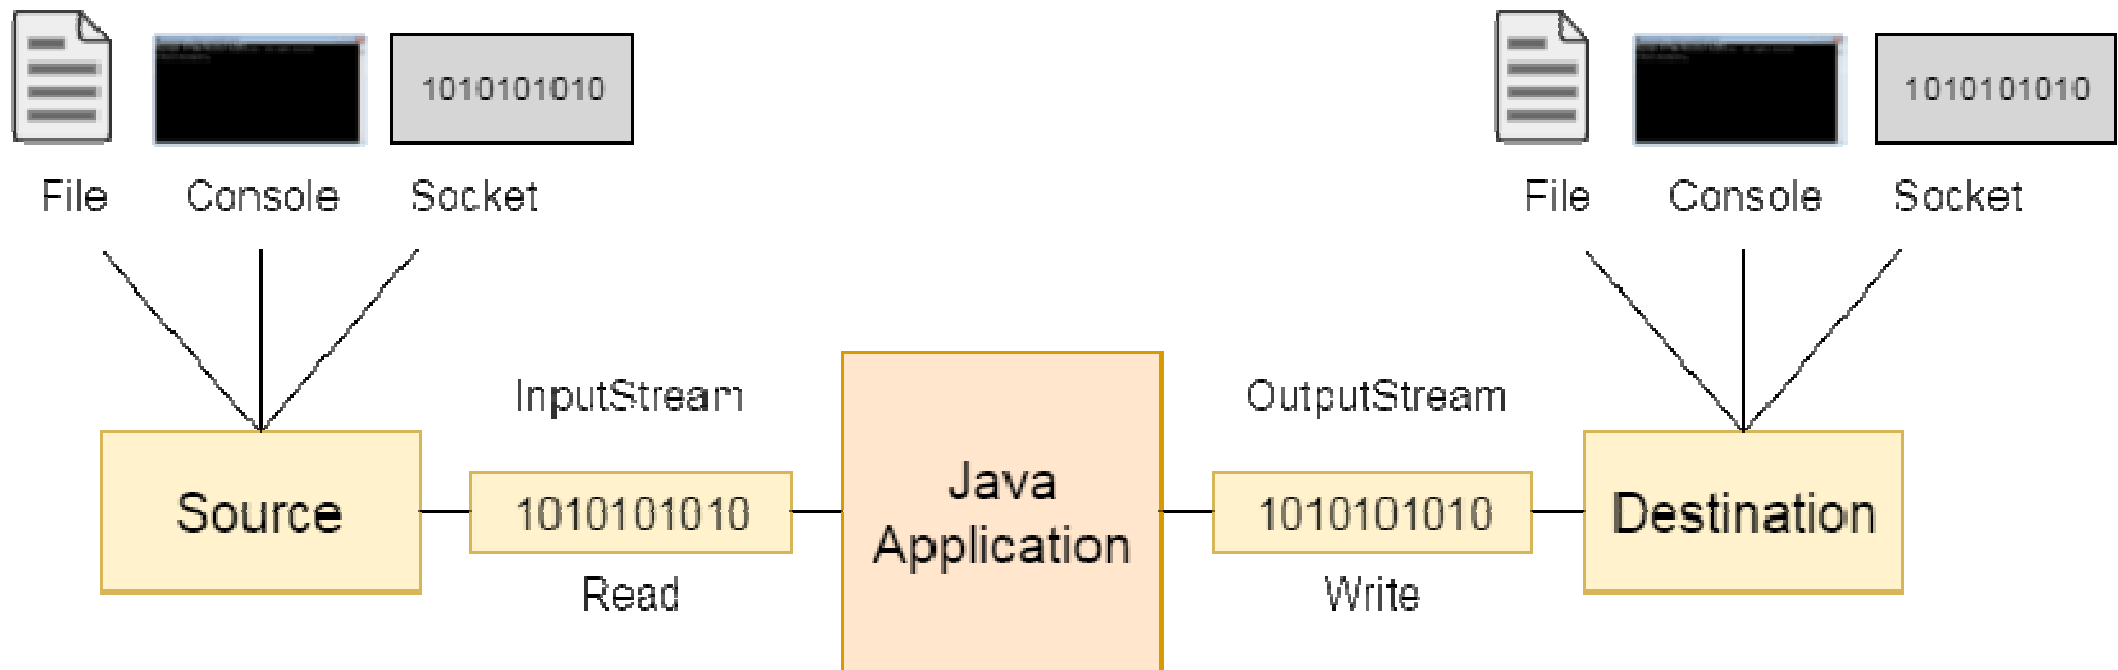 1010101010
1010101010
File Console Socket
File Console Socket
InputStream
OutputStream
Source
1010101010
Java
Application
1010101010
Destination
Read
Write